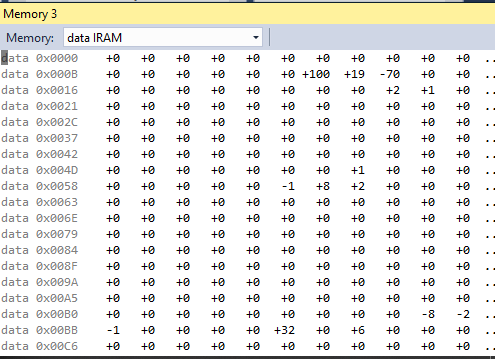 Memory 3
Memory: data IRAM
data 0x0000 +0 +0 +0 +0 +0 +0 +0 +0 +0 +0 +0 ..
data 0x000B +0 +0 +0 +0 +0 +0 +100 +19 -70 +0 +0 ..
data 0x0016 +0 +0 +0 +0 +0 +0 +0 +0 +2 +1 +0 ..
data 0x0021 +0 +0 +0 +0 +0 +0 +0 +0 +0 +0 +0 ..
data 0x002C +0 +0 +0 +0 +0 +0 +0 +0 +0 +0 +0 ..
data 0x0037 +0 +0 +0 +0 +0 +0 +0 +0 +0 +0 +0 ..
data 0x0042 +0 +0 +0 +0 +0 +0 +0 +0 +0 +0 +0 ..
data 0x004D +0 +0 +0 +0 +0 +0 +0 +1 +0 +0 +0 ..
data 0x0058 +0 +0 +0 +0 +0 -1 +8 +2 +0 +0 +0 ..
data 0x0063 +0 +0 +0 +0 +0 +0 +0 +0 +0 +0 +0 ..
data 0x006E +0 +0 +0 +0 +0 +0 +0 +0 +0 +0 +0 ..
data 0x0079 +0 +0 +0 +0 +0 +0 +0 +0 +0 +0 +0 ..
data 0x0084 +0 +0 +0 +0 +0 +0 +0 +0 +0 +0 +0 ..
data 0x008F +0 +0 +0 +0 +0 +0 +0 +0 +0 +0 +0 ..
data 0x009A +0 +0 +0 +0 +0 +0 +0 +0 +0 +0 +0 ..
data 0x00A5 +0 +0 +0 +0 +0 +0 +0 +0 +0 +0 +0 ..
data 0x00B0 +0 +0 +0 +0 +0 +0 +0 +0 +0 -8 -2 ..
data 0x00BB -1 +0 +0 +0 +0 +32 +0 +6 +0 +0 +0 ..
data 0x00C6 +0 +0 +0 +0 +0 +0 +0 +0 +0 +0 +0 ..